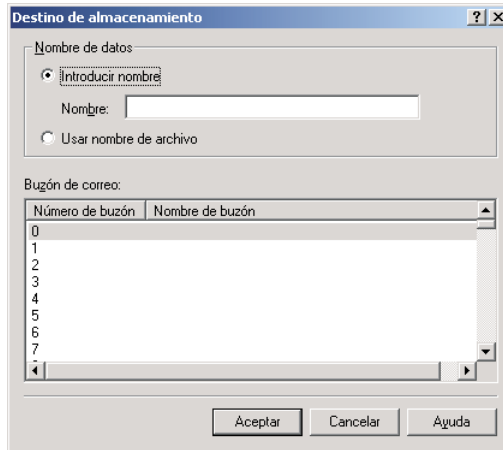 Destino de almacenamiento
Nombre de datos
Introducir nombre
Nombre:
Usar nombre de archivo
Buzón de correo:
Número de buzón Nombre de buzón
0
1
2
3
4
5
6
7
Aceptar Cancelar Ayuda